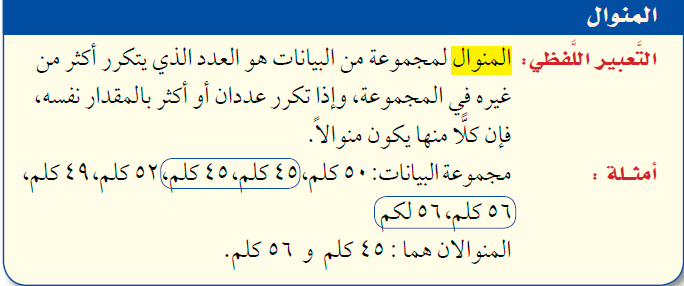 المنوال
التَّعبير اللَّفظي: المنوال لمجموعة من البيانات هو العدد الذي يتكرر أكثر من
غيره في المجموعة، وإذا تكرر عددان أو أكثر بالمقدار نفسه،
فإن كلًّا منها يكون منوالاً.
أمثلة : مجموعة البيانات: ٥٠ كلم، ٤٥ كلم، ٤٥ كلم، ٥٢ كلم، ٤٩ كلم،
٥٦ كلم، ٥٦ لكم
المنوالان هما : ٤٥ كلم و ٥٦ كلم.